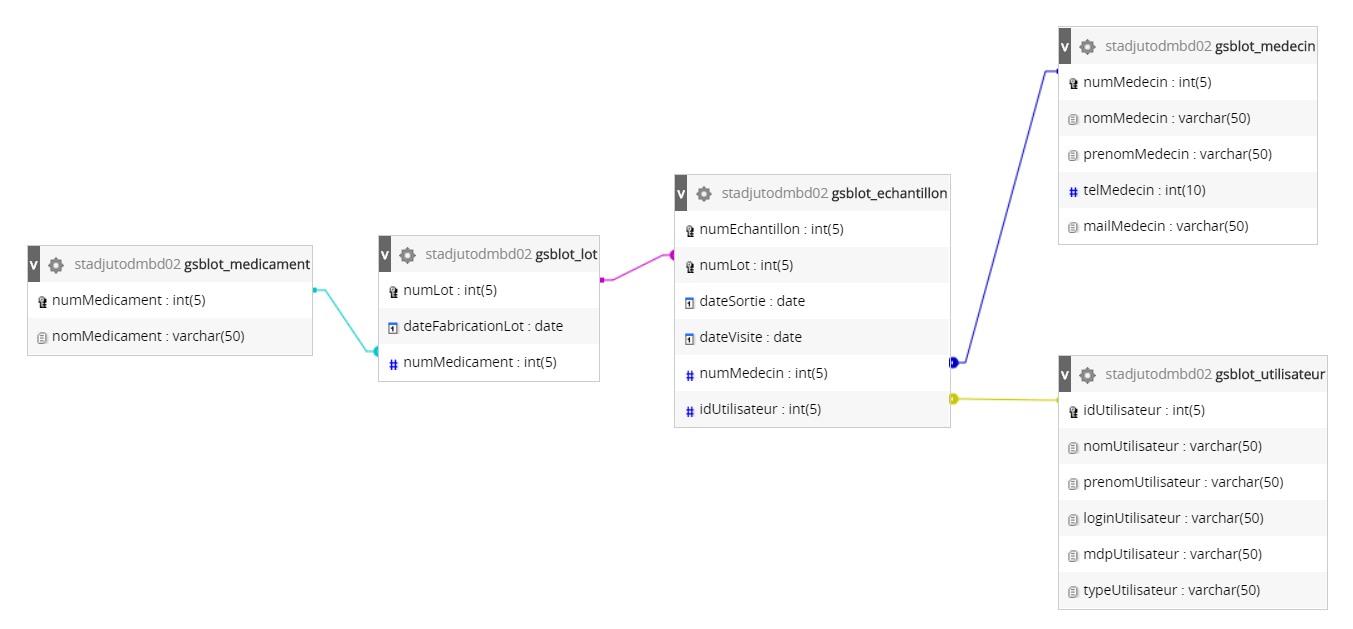 v stadjutodmbd02 gsblot_medicament
numMedicament : int(5)
nomMedicament : varchar(50)
v stadjutodmbd02 gsblot_lot
numLot : int(5)
dateFabricationLot : date
# numMedicament : int(5)
v stadjutodmbd02 gsblot_echantillon
numEchantillon : int(5)
numLot : int(5)
dateSortie : date
dateVisite : date
# numMedecin : int(5)
# idUtilisateur : int(5)
v stadjutodmbd02 gsblot_medecin
numMedecin : int(5)
nomMedecin : varchar(50)
prenomMedecin : varchar(50)
# telMedecin : int(10)
mailMedecin : varchar(50)
v stadjutodmbd02 gsblot_utilisateur
idUtilisateur : int(5)
nomUtilisateur : varchar(50)
prenomUtilisateur : varchar(50)
loginUtilisateur : varchar(50)
mdpUtilisateur : varchar(50)
typeUtilisateur : varchar(50)